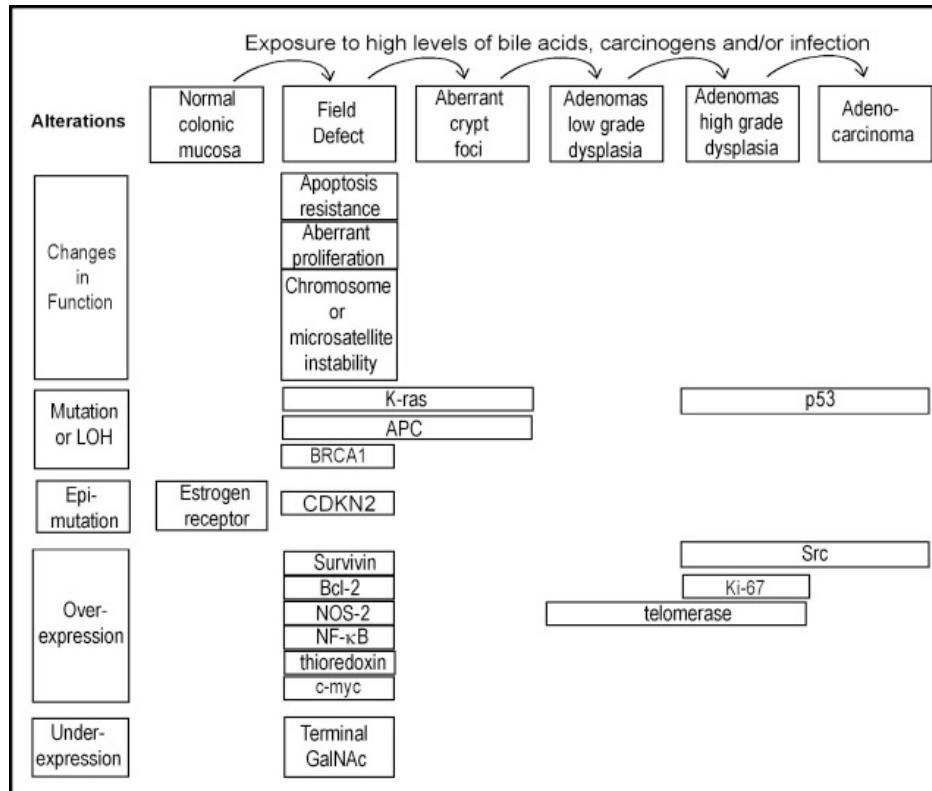 Exposure to high levels of bile acids, carcinogens and/or infection
Alterations
Normal
colonic
mucosa
Field
Defect
Aberrant
crypt
foci
Adenomas
low grade
dysplasia
Adenomas
high grade
dysplasia
Adeno-
carcinoma
Changes
in
Function
Apoptosis
resistance
Aberrant
proliferation
Chromosome
or
microsatellite
instability
Mutation
or LOH
K-ras
p53
APC
BRCA1
Epi-
mutation
Estrogen
receptor
CDKN2
Over-
expression
Survivin
Src
Bcl-2
Ki-67
NOS-2
telomerase
NF-κB
thioredoxin
c-myc
Under-
expression
Terminal
GalNAc